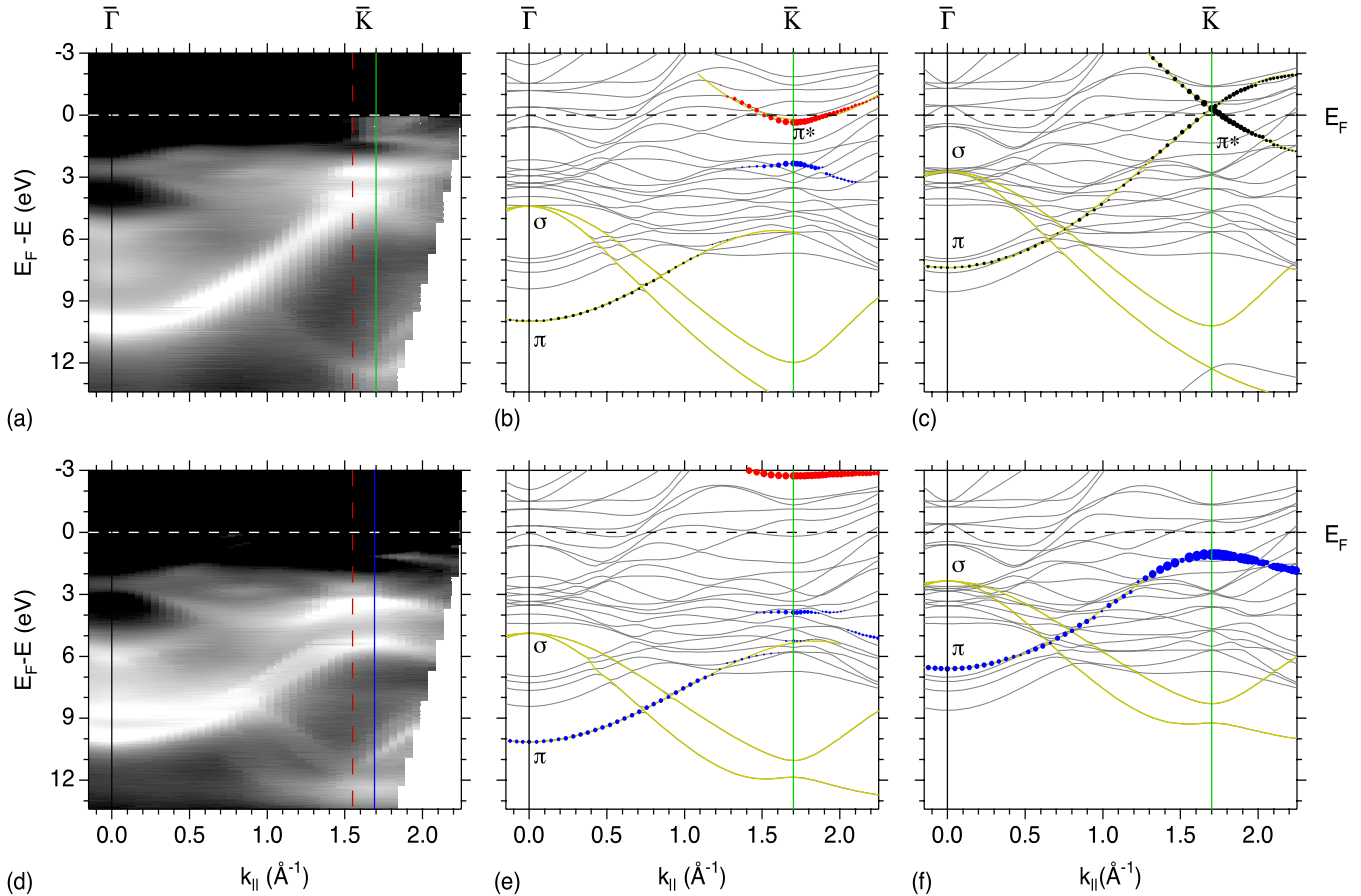 Γ̅ K̅ Γ̅ K̅ Γ̅ K̅
-3 0 3 6 9 12
E_F -E (eV)
π* σ π
σ π π*
E_F
(a) (b) (c)
-3 0 3 6 9 12
E_F-E (eV)
σ π
σ π
E_F
0.0 0.5 1.0 1.5 2.0 0.0 0.5 1.0 1.5 2.0 0.0 0.5 1.0 1.5 2.0
k_|| (Å⁻¹) k_|| (Å⁻¹) k_|| (Å⁻¹)
(d) (e) (f)